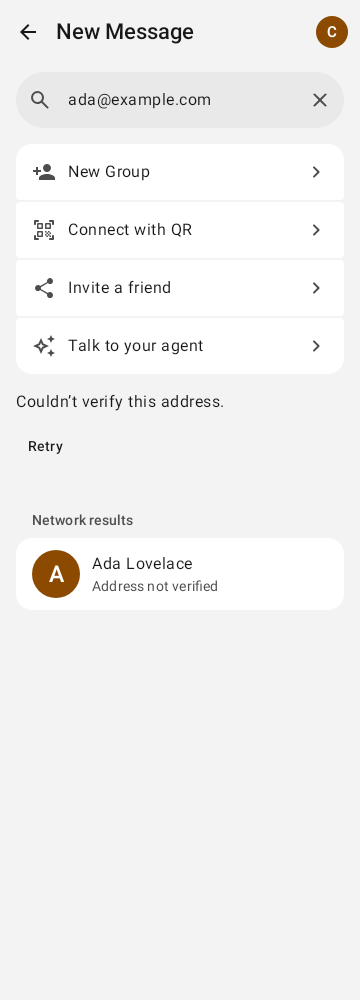 New Message
C
ada@example.com
New Group
Connect with QR
Invite a friend
Talk to your agent
Couldn’t verify this address.
Retry
Network results
A
Ada Lovelace
Address not verified